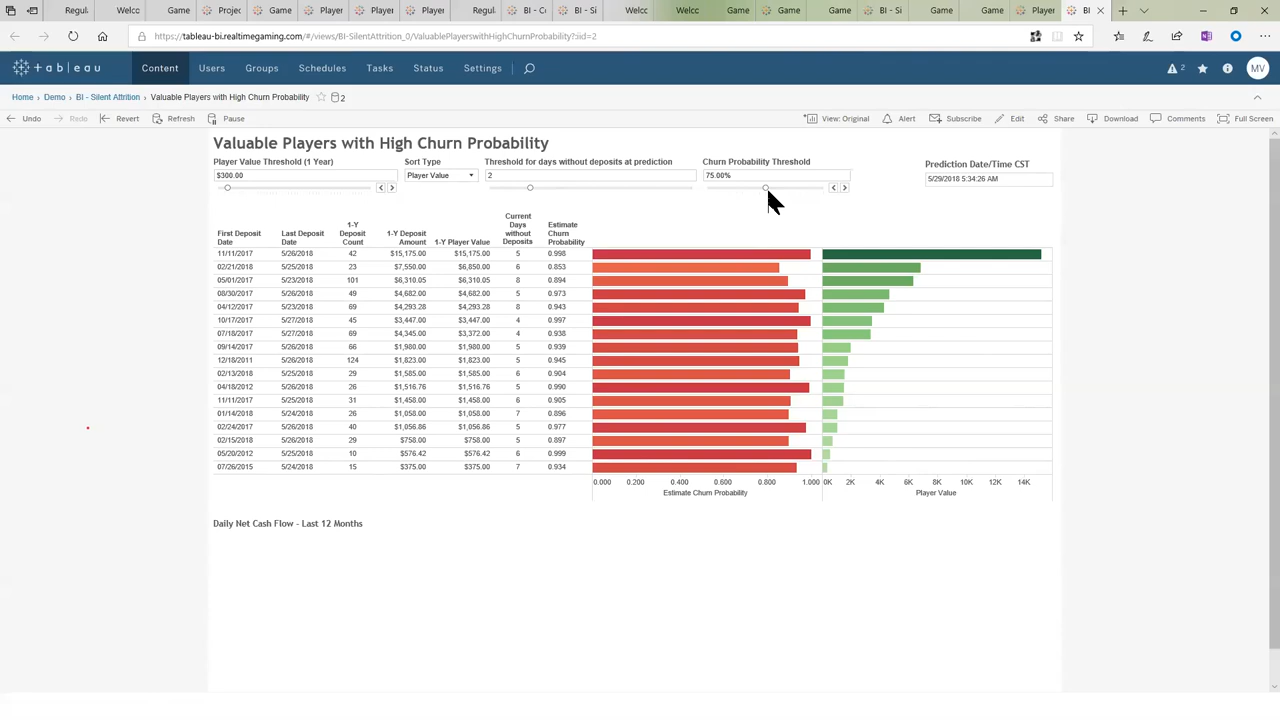 Regula Welcc Game Projec Game Player Player Player Regula BI - Cc BI - Si Welcc Welcc Game Game Game BI - Si Game Game Player BI
https://tableau-bi.realtimegaming.com/#/views/BI-SilentAttrition_0/ValuablePlayerswithHighChurnProbability?:iid=2
+tableau Content Users Groups Schedules Tasks Status Settings 2 MV
Home › Demo › BI - Silent Attrition › Valuable Players with High Churn Probability 2
Undo Redo Revert Refresh Pause View: Original Alert Subscribe Edit Share Download Comments Full Screen
Valuable Players with High Churn Probability
Player Value Threshold (1 Year) Sort Type Threshold for days without deposits at prediction Churn Probability Threshold Prediction Date/Time CST
$300.00 Player Value 2 75.00% 5/29/2018 5:34:26 AM
First Deposit Date Last Deposit Date 1-Y Deposit Count 1-Y Deposit Amount 1-Y Player Value Current Days without Deposits Estimate Churn Probability
11/11/2017 5/26/2018 42 $15,175.00 $15,175.00 5 0.998
02/21/2018 5/25/2018 23 $7,550.00 $6,850.00 6 0.853
05/01/2017 5/23/2018 101 $6,310.05 $6,310.05 8 0.894
08/30/2017 5/26/2018 49 $4,682.00 $4,682.00 5 0.973
04/12/2017 5/23/2018 69 $4,293.28 $4,293.28 8 0.943
10/17/2017 5/27/2018 45 $3,447.00 $3,447.00 4 0.997
07/18/2017 5/27/2018 69 $4,345.00 $3,372.00 4 0.938
09/14/2017 5/26/2018 66 $1,980.00 $1,980.00 5 0.939
12/18/2011 5/26/2018 124 $1,823.00 $1,823.00 5 0.945
02/13/2018 5/25/2018 29 $1,585.00 $1,585.00 6 0.904
04/18/2012 5/26/2018 26 $1,516.76 $1,516.76 5 0.990
11/11/2017 5/25/2018 31 $1,458.00 $1,458.00 6 0.905
01/14/2018 5/24/2018 26 $1,058.00 $1,058.00 7 0.896
02/24/2017 5/26/2018 40 $1,056.86 $1,056.86 5 0.977
02/15/2018 5/26/2018 29 $758.00 $758.00 5 0.897
05/20/2012 5/25/2018 10 $576.42 $576.42 6 0.999
07/26/2015 5/24/2018 15 $375.00 $375.00 7 0.934
0.000 0.200 0.400 0.600 0.800 1.000 0K 2K 4K 6K 8K 10K 12K 14K
Estimate Churn Probability Player Value
Daily Net Cash Flow - Last 12 Months